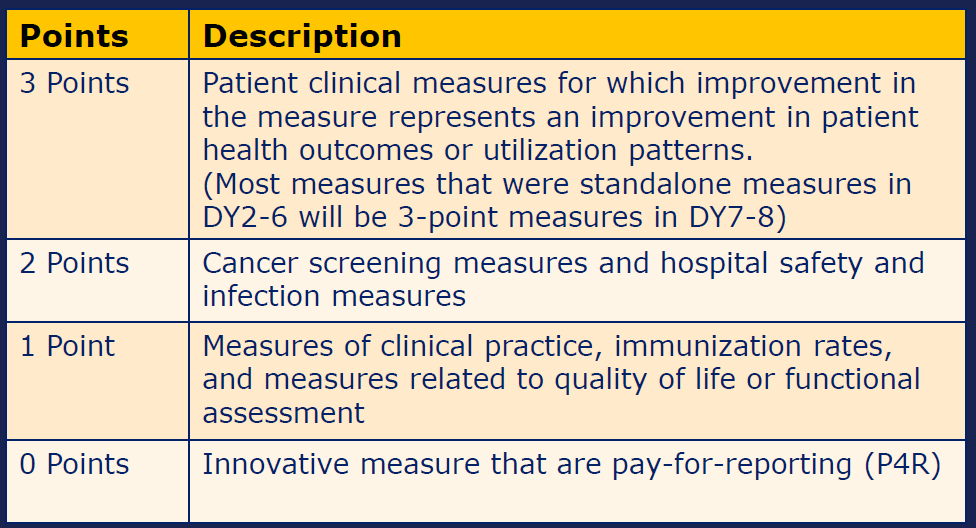 Points Description
3 Points Patient clinical measures for which improvement in
the measure represents an improvement in patient
health outcomes or utilization patterns.
(Most measures that were standalone measures in
DY2-6 will be 3-point measures in DY7-8)
2 Points Cancer screening measures and hospital safety and
infection measures
1 Point Measures of clinical practice, immunization rates,
and measures related to quality of life or functional
assessment
0 Points Innovative measure that are pay-for-reporting (P4R)